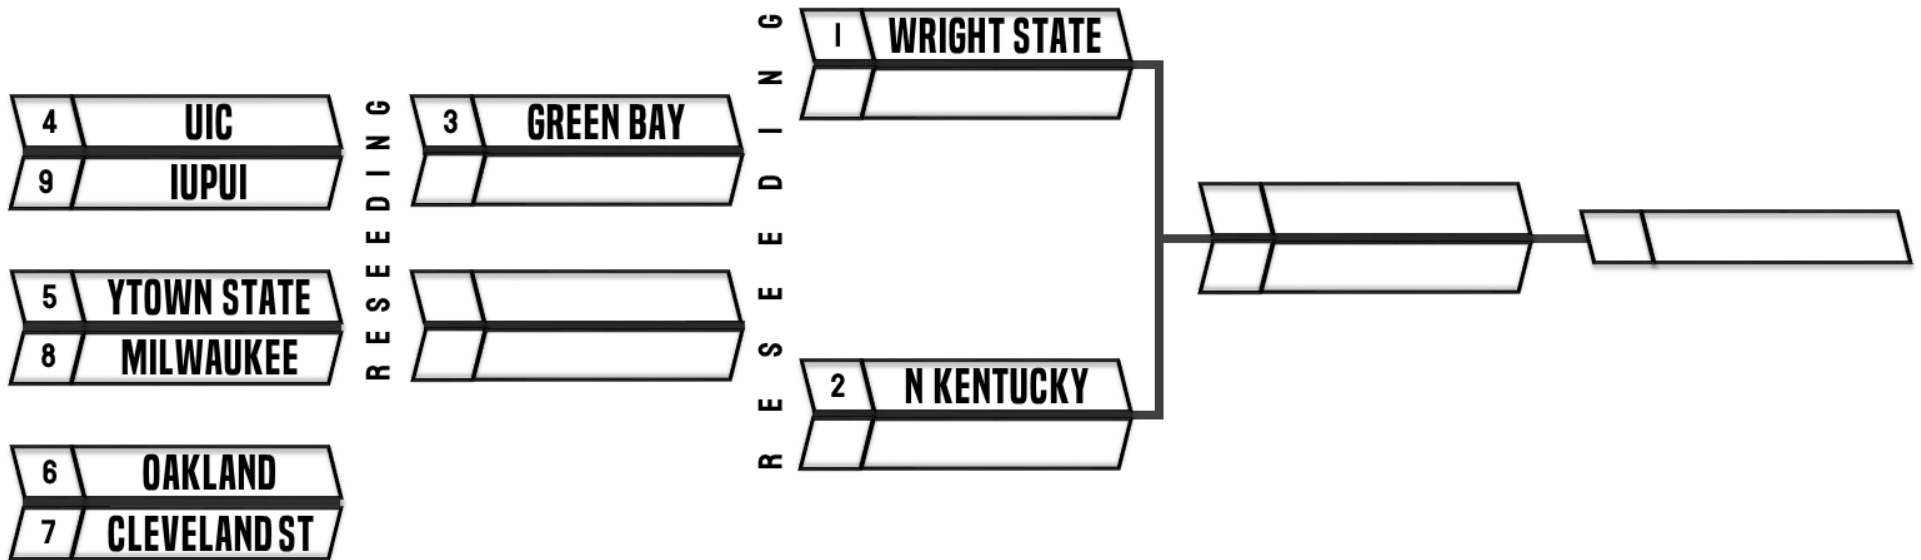 4 UIC
9 IUPUI
5 YTOWN STATE
8 MILWAUKEE
6 OAKLAND
7 CLEVELAND ST
RESEEDING
3 GREEN BAY
RESEEDING
1 WRIGHT STATE
2 N KENTUCKY